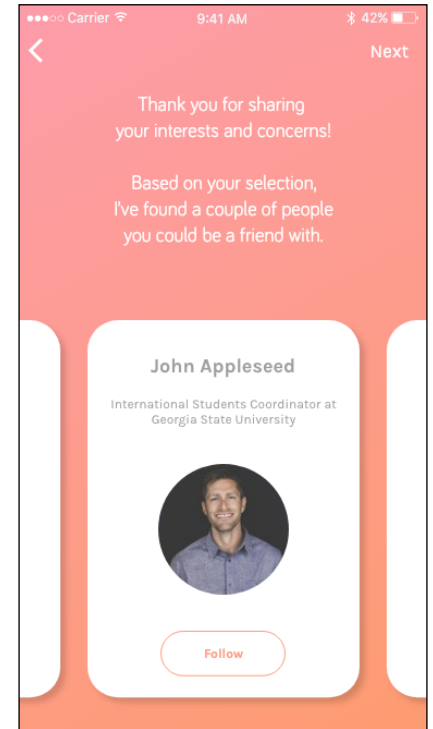 Carrier 9:41 AM 42%
Next
Thank you for sharing
your interests and concerns!
Based on your selection,
I've found a couple of people
you could be a friend with.
John Appleseed
International Students Coordinator at
Georgia State University
Follow